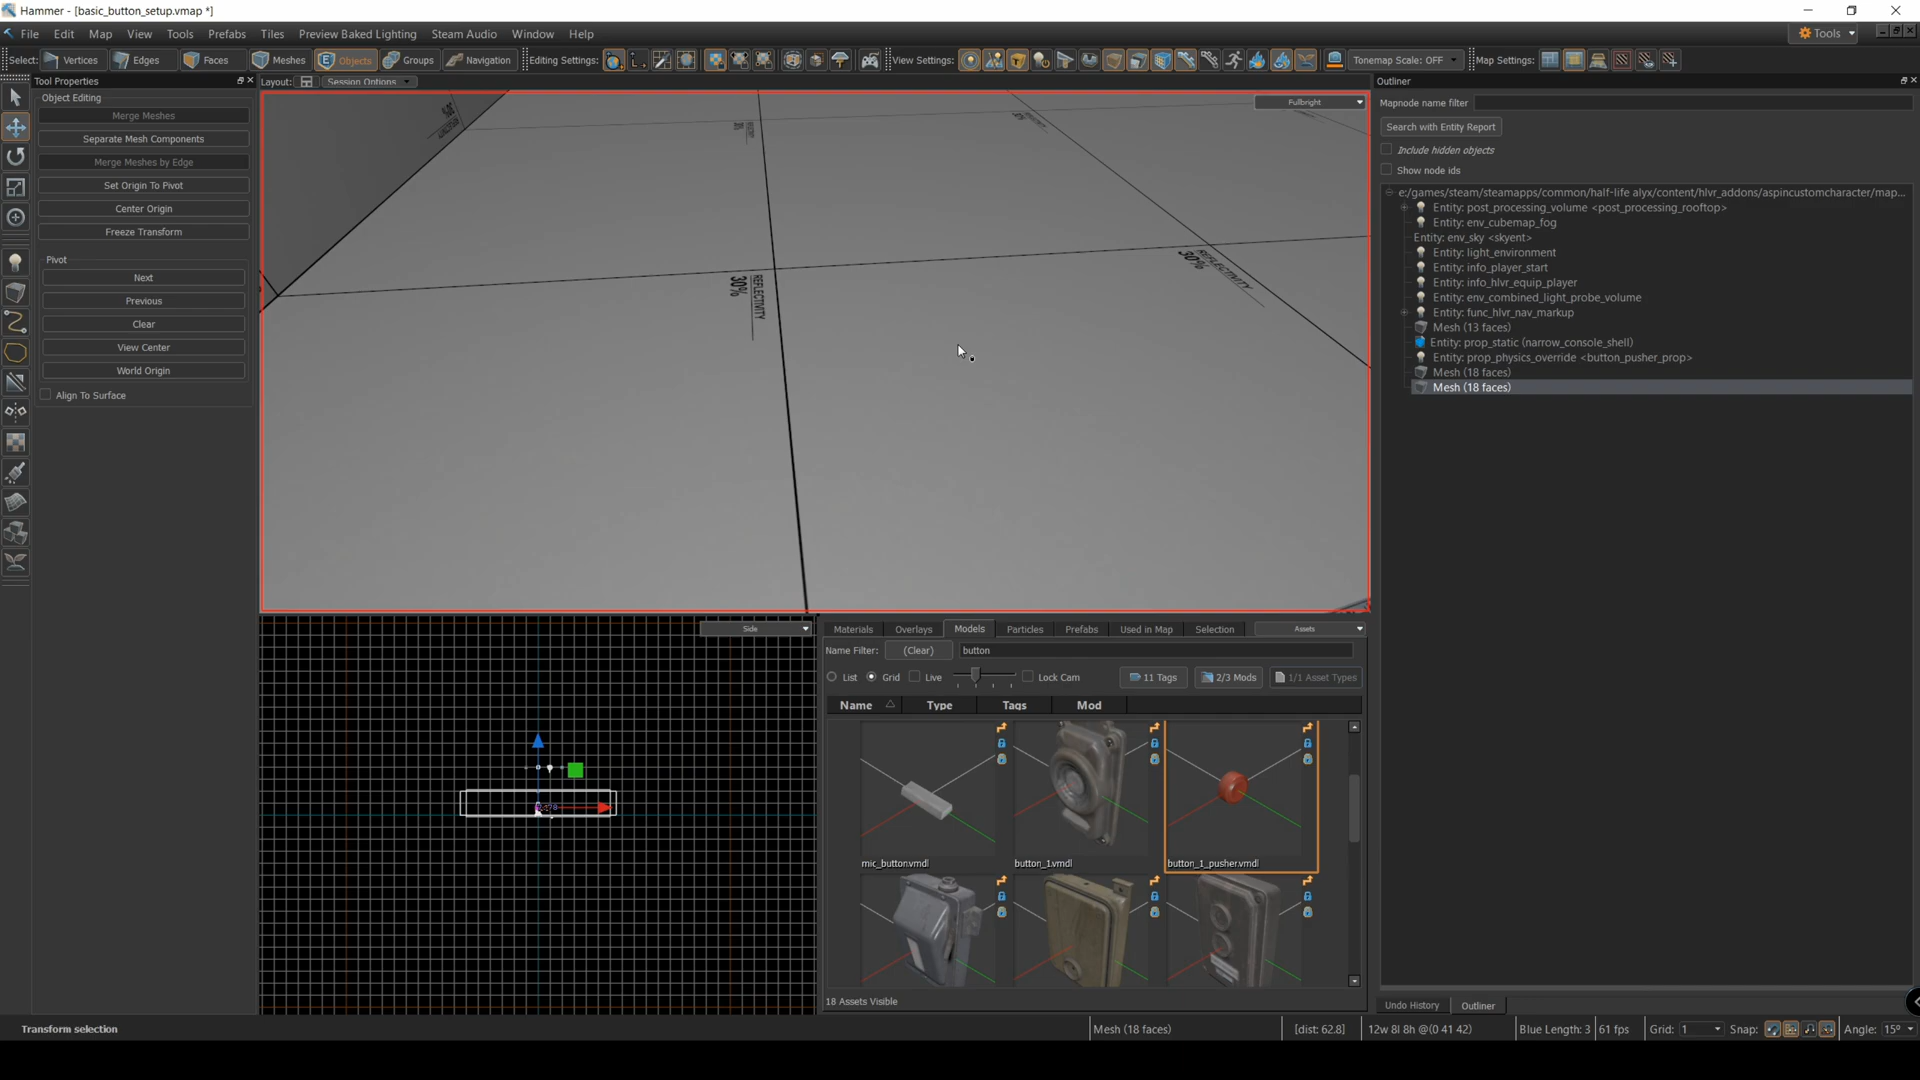 Hammer - [basic_button_setup.vmap *]
File Edit Map View Tools Prefabs Tiles Preview Baked Lighting Steam Audio Window Help
Tools
Select: Vertices Edges Faces Meshes Objects Groups Navigation Editing Settings: View Settings: Tonemap Scale: OFF Map Settings:
Tool Properties
Layout: Session Options
Outliner
Object Editing
Merge Meshes
Separate Mesh Components
Merge Meshes by Edge
Set Origin To Pivot
Center Origin
Freeze Transform
Pivot
Next
Previous
Clear
View Center
World Origin
Align To Surface
Fullbright
30% REFLECTIVITY
30% REFLECTIVITY
Mapnode name filter
Search with Entity Report
Include hidden objects
Show node ids
e:/games/steam/steamapps/common/half-life alyx/content/hlvr_addons/aspincustomcharacter/map...
Entity: post_processing_volume <post_processing_rooftop>
Entity: env_cubemap_fog
Entity: env_sky <skyent>
Entity: light_environment
Entity: info_player_start
Entity: info_hlvr_equip_player
Entity: env_combined_light_probe_volume
Entity: func_hlvr_nav_markup
Mesh (13 faces)
Entity: prop_static (narrow_console_shell)
Entity: prop_physics_override <button_pusher_prop>
Mesh (18 faces)
Mesh (18 faces)
Side
Materials Overlays Models Particles Prefabs Used in Map Selection Assets
Name Filter: (Clear) button
List Grid Live Lock Cam 11 Tags 2/3 Mods 1/1 Asset Types
Name Type Tags Mod
mic_button.vmdl
button_1.vmdl
button_1_pusher.vmdl
18 Assets Visible
Undo History Outliner
Transform selection
Mesh (18 faces)
[dist: 62.8]
12w 8l 8h @(0 41 42)
Blue Length: 3
61 fps
Grid: 1
Snap:
Angle: 15°